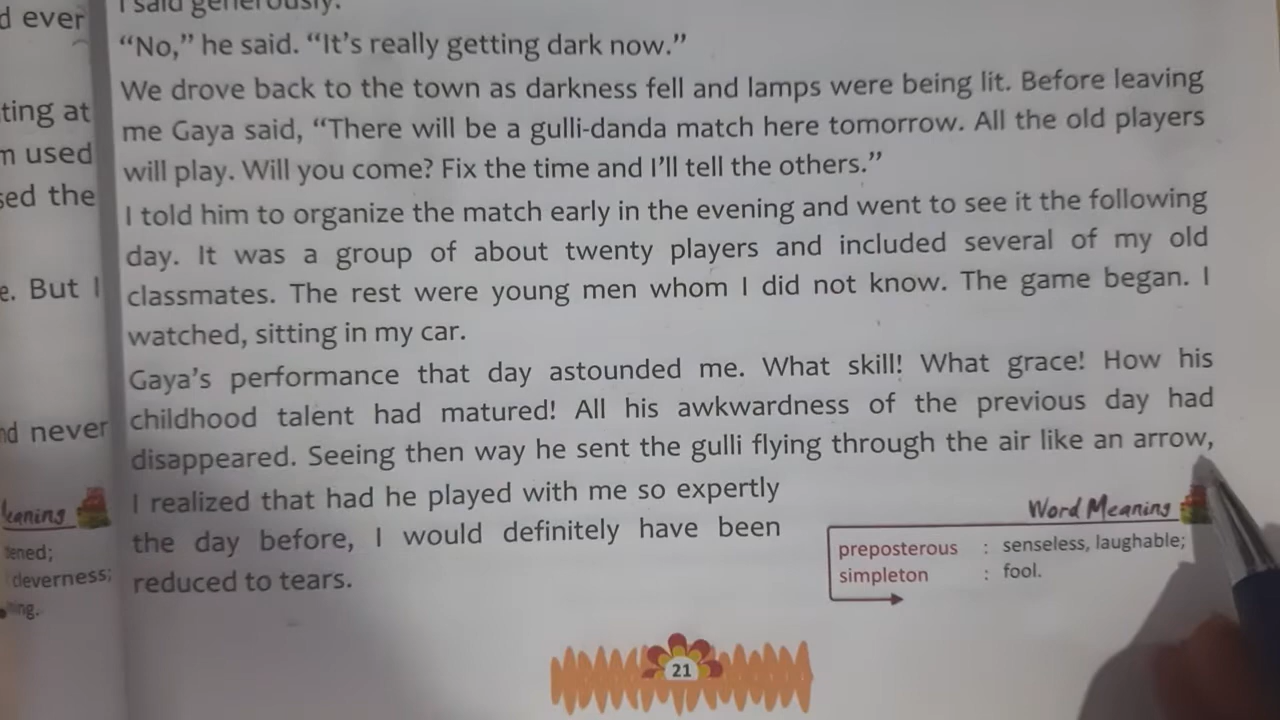 d ever
ting at
used
the
e. But I
never
deverness;
I said generously.
“No,” he said. “It’s really getting dark now.”
We drove back to the town as darkness fell and lamps were being lit. Before leaving
me Gaya said, “There will be a gulli-danda match here tomorrow. All the old players
will play. Will you come? Fix the time and I’ll tell the others.”
I told him to organize the match early in the evening and went to see it the following
day. It was a group of about twenty players and included several of my old
classmates. The rest were young men whom I did not know. The game began. I
watched, sitting in my car.
Gaya’s performance that day astounded me. What skill! What grace! How his
childhood talent had matured! All his awkwardness of the previous day had
disappeared. Seeing then way he sent the gulli flying through the air like an arrow,
I realized that had he played with me so expertly
the day before, I would definitely have been
reduced to tears.
Word Meaning
preposterous : senseless, laughable;
simpleton : fool.
21